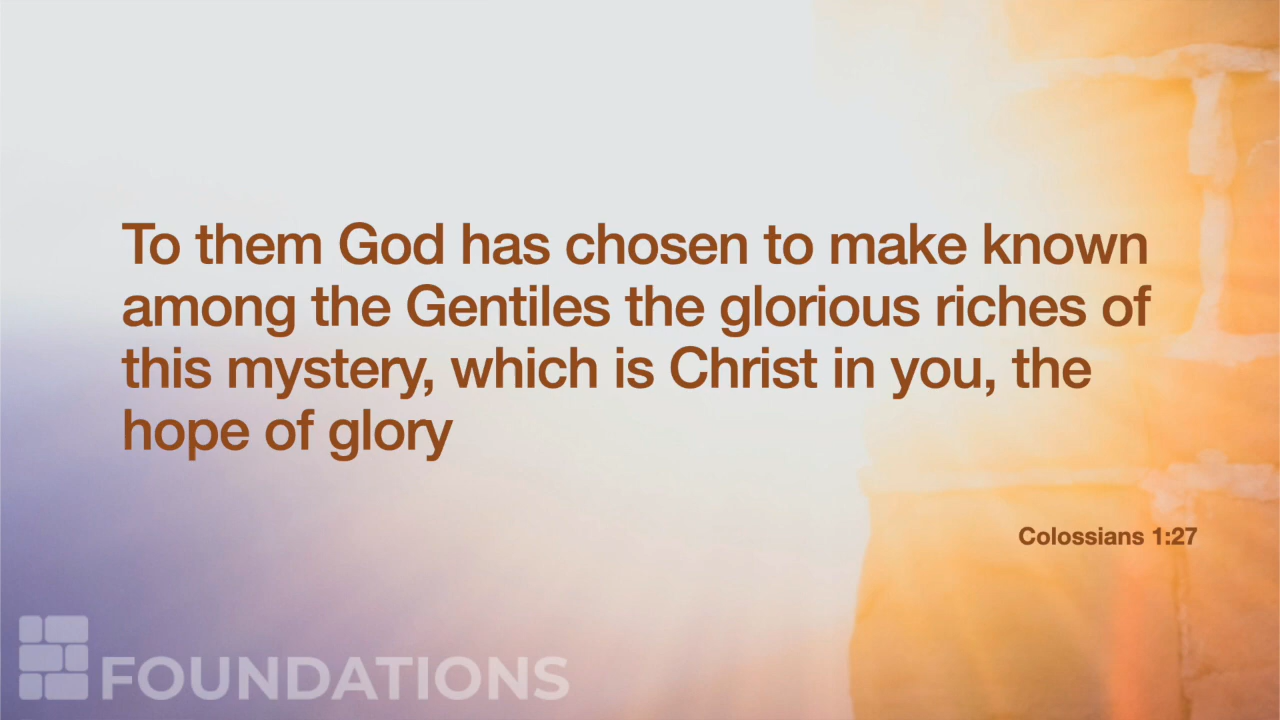 To them God has chosen to make known
among the Gentiles the glorious riches of
this mystery, which is Christ in you, the
hope of glory
Colossians 1:27
FOUNDATIONS